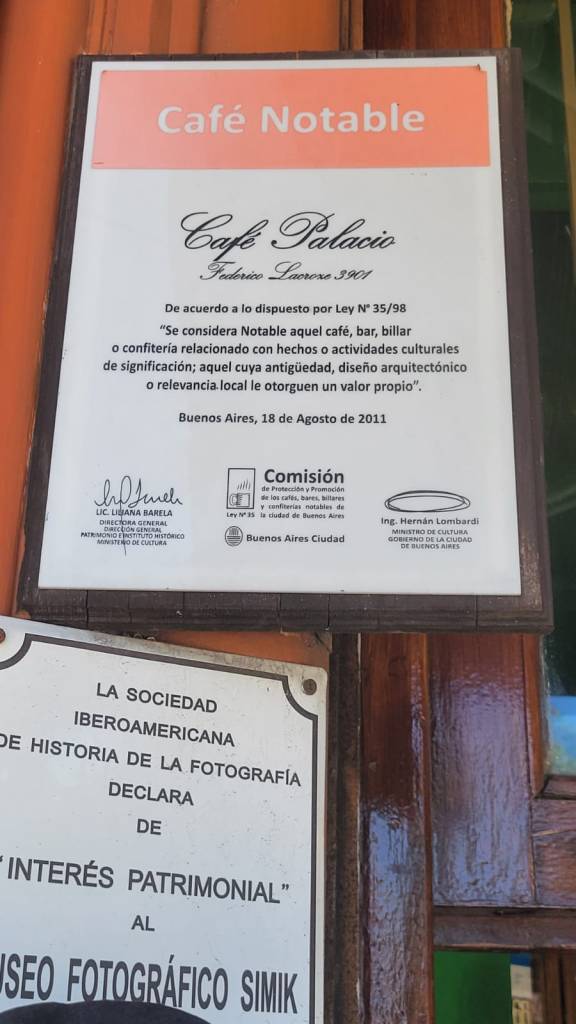 Café Notable
Café Palacio
Federico Lacroze 3901
De acuerdo a lo dispuesto por Ley Nº 35/98
“Se considera Notable aquel café, bar, billar
o confitería relacionado con hechos o actividades culturales
de significación; aquel cuya antigüedad, diseño arquitectónico
o relevancia local le otorguen un valor propio”.
Buenos Aires, 18 de Agosto de 2011
LIC. LILIANA BARELA
DIRECTORA GENERAL
DIRECCIÓN GENERAL
PATRIMONIO E INSTITUTO HISTÓRICO
MINISTERIO DE CULTURA
Ley Nº 35
Comisión
de Protección y Promoción
de los cafés, bares, billares
y confiterías notables de
la ciudad de Buenos Aires
Buenos Aires Ciudad
Ing. Hernán Lombardi
MINISTRO DE CULTURA
GOBIERNO DE LA CIUDAD
DE BUENOS AIRES
LA SOCIEDAD
IBEROAMERICANA
DE HISTORIA DE LA FOTOGRAFÍA
DECLARA
DE
“INTERÉS PATRIMONIAL”
AL
USEO FOTOGRÁFICO SIMIK